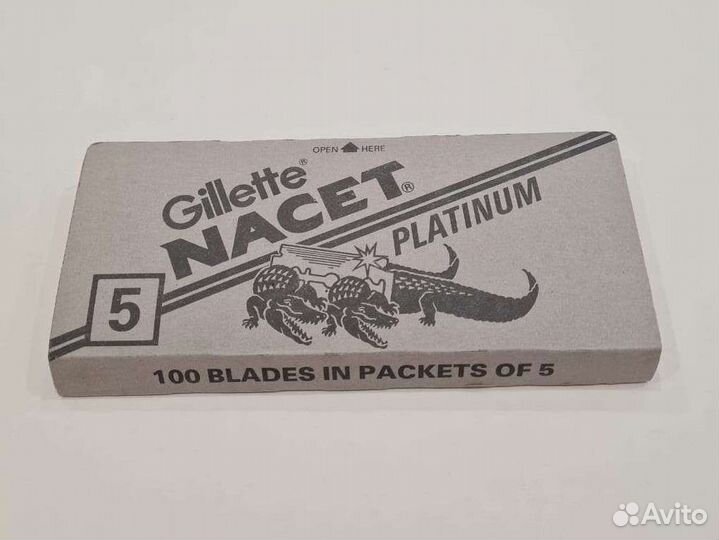 OPEN HERE
Gillette®
NACET®
PLATINUM
5
100 BLADES IN PACKETS OF 5
Avito